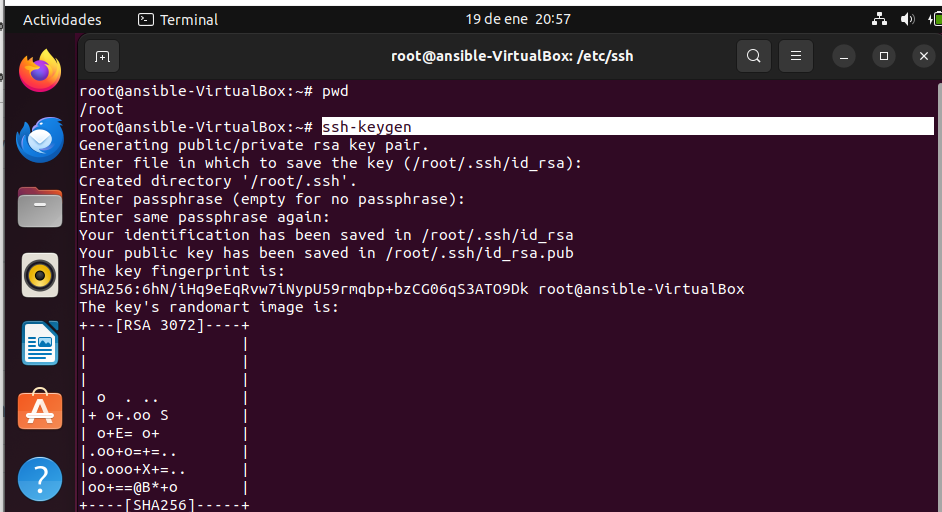 Actividades
Terminal
19 de ene 20:57
root@ansible-VirtualBox: /etc/ssh
root@ansible-VirtualBox:~# pwd
/root
root@ansible-VirtualBox:~# ssh-keygen
Generating public/private rsa key pair.
Enter file in which to save the key (/root/.ssh/id_rsa):
Created directory '/root/.ssh'.
Enter passphrase (empty for no passphrase):
Enter same passphrase again:
Your identification has been saved in /root/.ssh/id_rsa
Your public key has been saved in /root/.ssh/id_rsa.pub
The key fingerprint is:
SHA256:6hN/iHq9eEqRvw7iNypU59rmqbp+bzCG06qS3ATO9Dk root@ansible-VirtualBox
The key's randomart image is:
+---[RSA 3072]----+
|                 |
|                 |
|                 |
| o  . ..         |
|+ o+.oo S        |
| o+E= o+         |
|.oo+o=+=..       |
|o.ooo+X+=..      |
|oo+==@B*+o       |
+----[SHA256]-----+